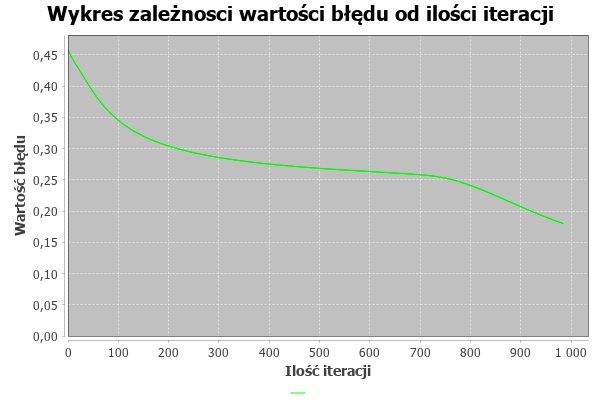 Wykres zależnosci wartości błędu od ilości iteracji
Wartość błędu
0,45
0,40
0,35
0,30
0,25
0,20
0,15
0,10
0,05
0,00
0 100 200 300 400 500 600 700 800 900 1 000
Ilość iteracji